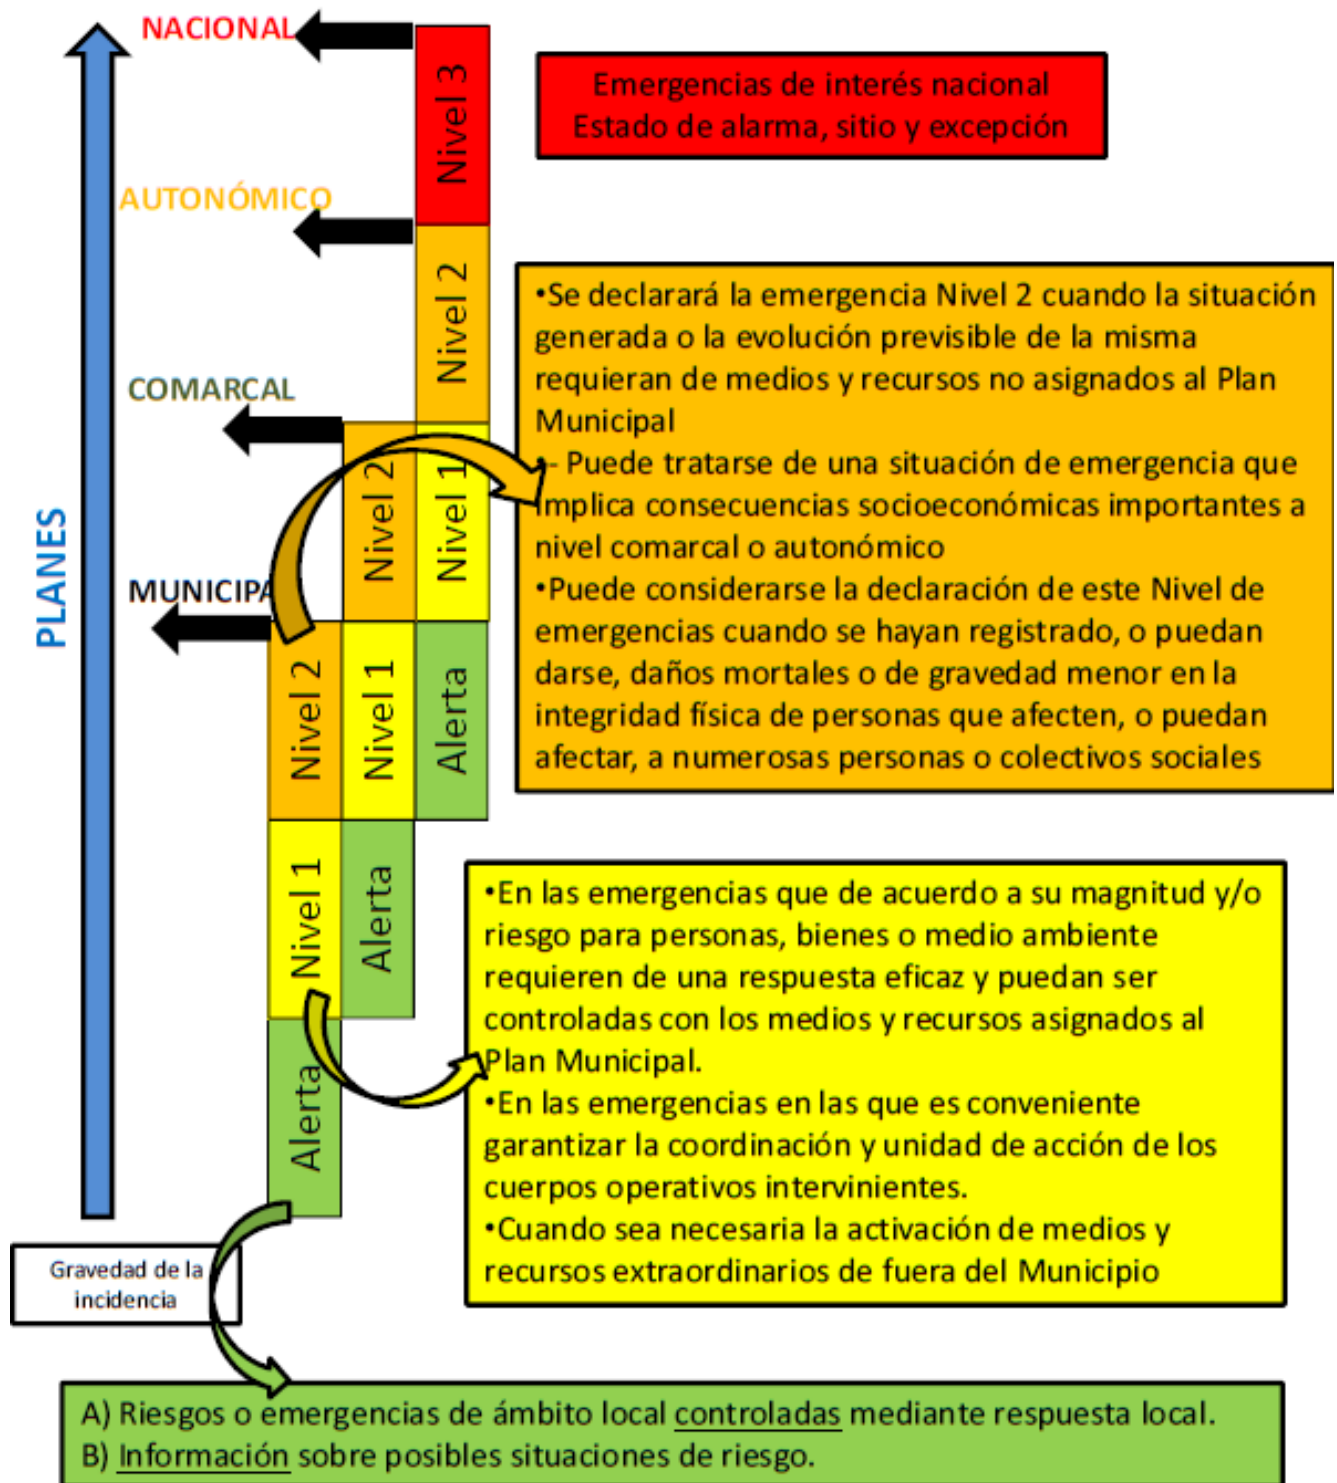 NACIONAL
Nivel 3
Emergencias de interés nacional
Estado de alarma, sitio y excepción
AUTONÓMICO
Nivel 2
•Se declarará la emergencia Nivel 2 cuando la situación
generada o la evolución previsible de la misma
requieran de medios y recursos no asignados al Plan
Municipal
•- Puede tratarse de una situación de emergencia que
implica consecuencias socioeconómicas importantes a
nivel comarcal o autonómico
•Puede considerarse la declaración de este Nivel de
emergencias cuando se hayan registrado, o puedan
darse, daños mortales o de gravedad menor en la
integridad física de personas que afecten, o puedan
afectar, a numerosas personas o colectivos sociales
COMARCAL
Nivel 2
Nivel 1
PLANES
MUNICIPA
Nivel 2
Nivel 1
Alerta
Nivel 1
Alerta
•En las emergencias que de acuerdo a su magnitud y/o
riesgo para personas, bienes o medio ambiente
requieren de una respuesta eficaz y puedan ser
controladas con los medios y recursos asignados al
Plan Municipal.
•En las emergencias en las que es conveniente
garantizar la coordinación y unidad de acción de los
cuerpos operativos intervinientes.
•Cuando sea necesaria la activación de medios y
recursos extraordinarios de fuera del Municipio
Alerta
Gravedad de la
incidencia
A) Riesgos o emergencias de ámbito local controladas mediante respuesta local.
B) Información sobre posibles situaciones de riesgo.